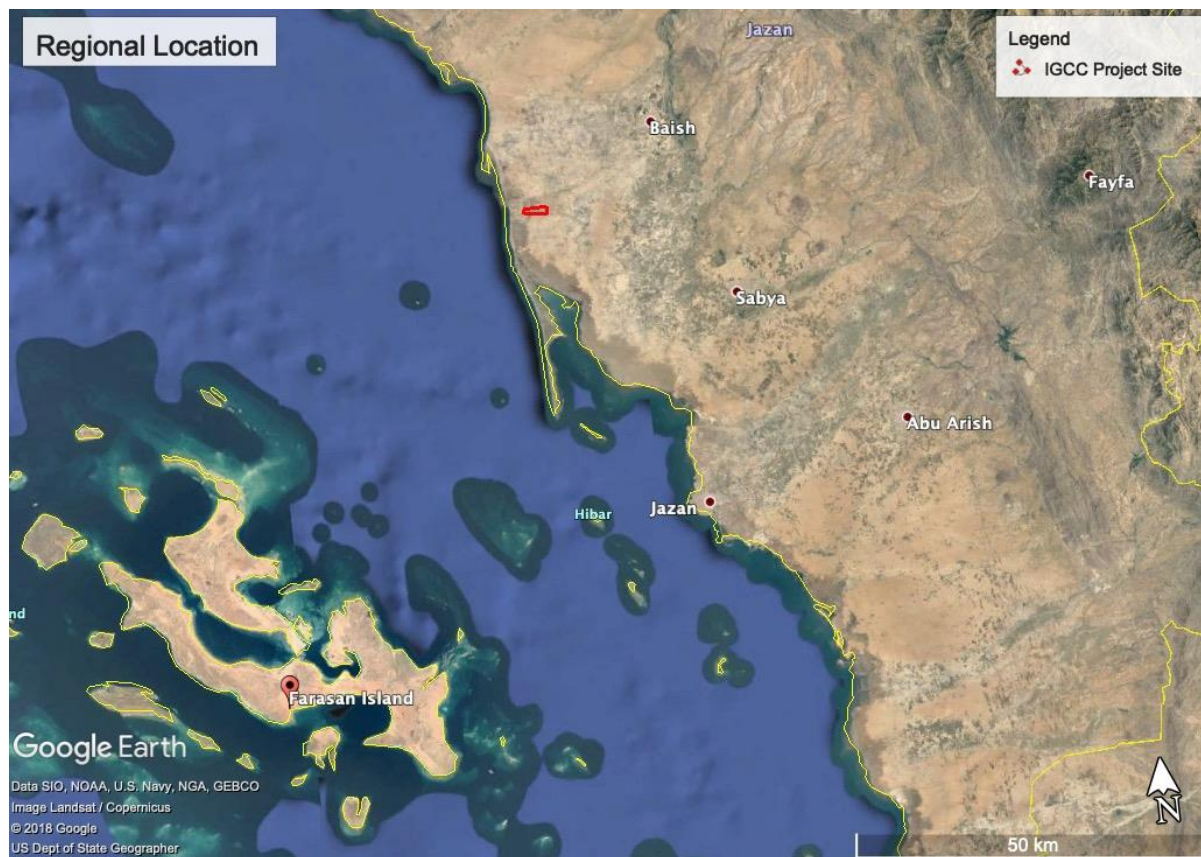 Regional Location
Jazan
Legend
IGCC Project Site
Baish
Fayfa
Sabya
Abu Arish
Jazan
Hibar
nd
Farasan Island
Google Earth
Data SIO, NOAA, U.S. Navy, NGA, GEBCO
Image Landsat / Copernicus
© 2018 Google
US Dept of State Geographer
N
50 km